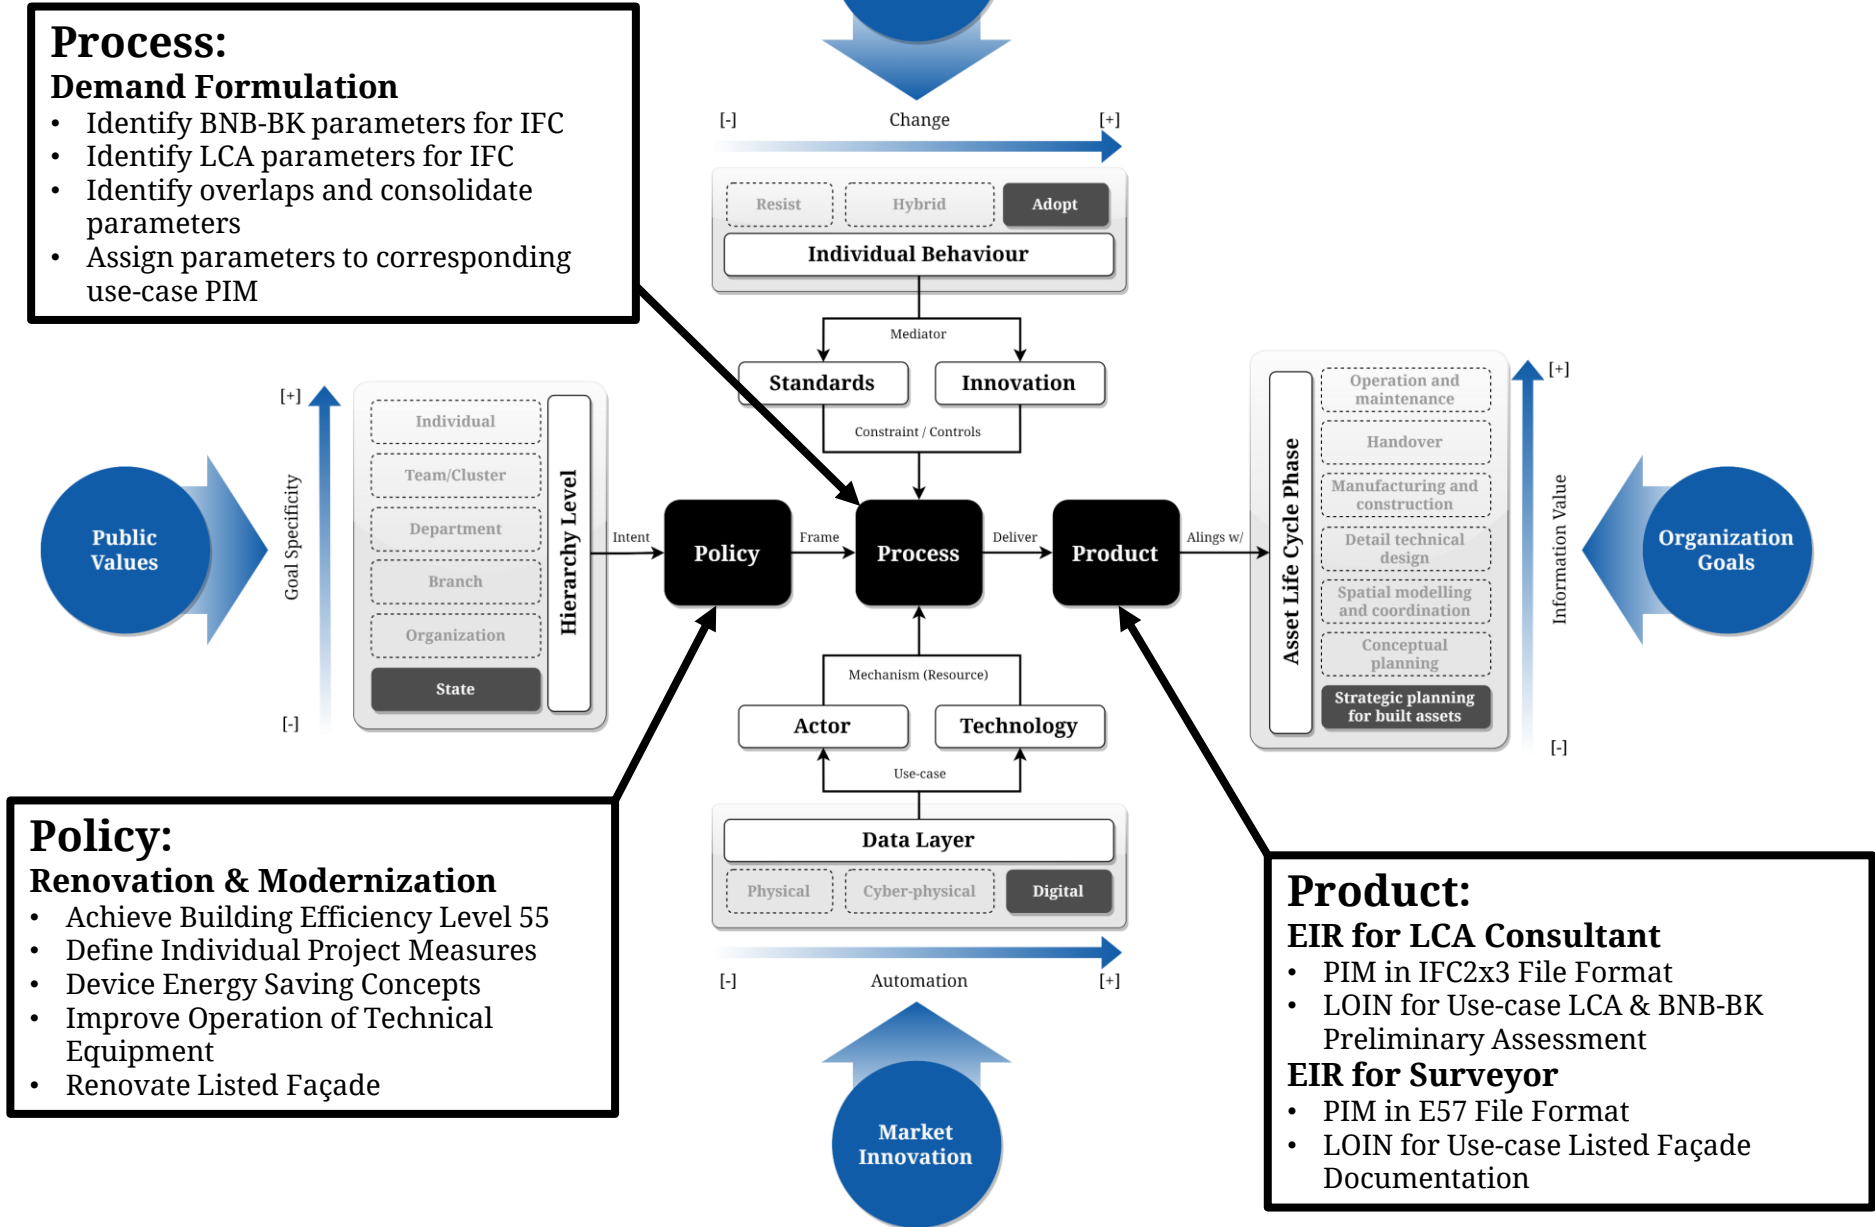 Process:
Demand Formulation
• Identify BNB-BK parameters for IFC
• Identify LCA parameters for IFC
• Identify overlaps and consolidate
parameters
• Assign parameters to corresponding
use-case PIM
[-]
Change
[+]
Resist
Hybrid
Adopt
Individual Behaviour
Mediator
Standards
Innovation
Constraint / Controls
Public
Values
[+]
Goal Specificity
[-]
Individual
Team/Cluster
Department
Branch
Organization
State
Hierarchy Level
Intent
Policy
Frame
Process
Deliver
Product
Alings w/
Asset Life Cycle Phase
Operation and
maintenance
Handover
Manufacturing and
construction
Detail technical
design
Spatial modelling
and coordination
Conceptual
planning
Strategic planning
for built assets
[+]
Information Value
[-]
Organization
Goals
Mechanism (Resource)
Actor
Technology
Use-case
Data Layer
Physical
Cyber-physical
Digital
[-]
Automation
[+]
Market
Innovation
Policy:
Renovation & Modernization
• Achieve Building Efficiency Level 55
• Define Individual Project Measures
• Device Energy Saving Concepts
• Improve Operation of Technical
Equipment
• Renovate Listed Façade
Product:
EIR for LCA Consultant
• PIM in IFC2x3 File Format
• LOIN for Use-case LCA & BNB-BK
Preliminary Assessment
EIR for Surveyor
• PIM in E57 File Format
• LOIN for Use-case Listed Façade
Documentation